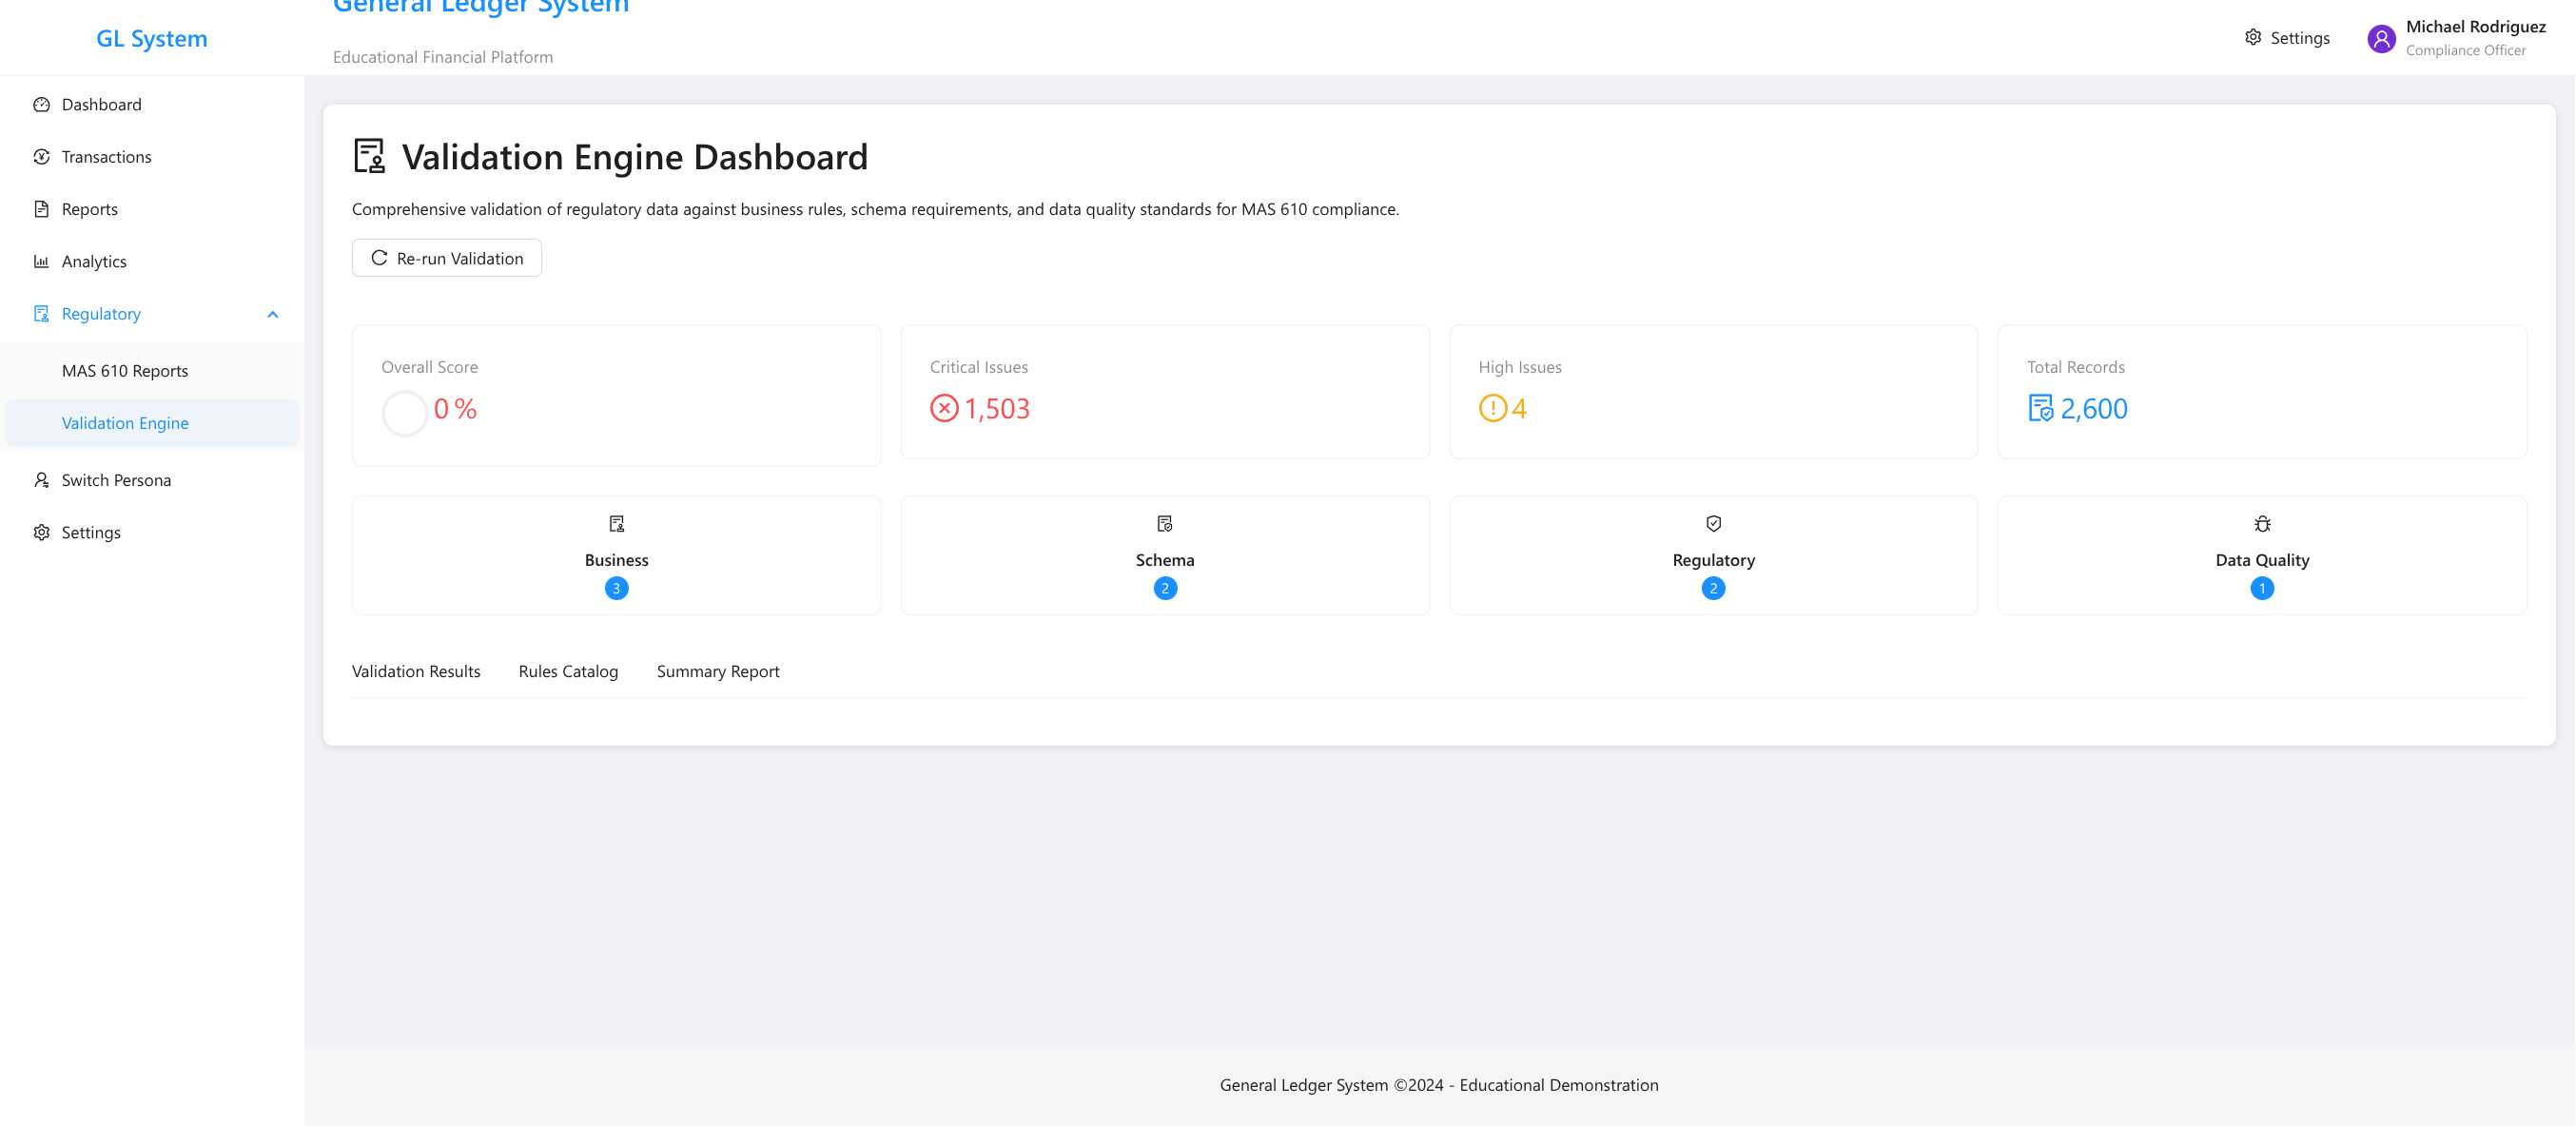 GL System
General Ledger System
Educational Financial Platform
Settings
Michael Rodriguez
Compliance Officer
Dashboard
Transactions
Reports
Analytics
Regulatory
MAS 610 Reports
Validation Engine
Switch Persona
Settings
Validation Engine Dashboard
Comprehensive validation of regulatory data against business rules, schema requirements, and data quality standards for MAS 610 compliance.
Re-run Validation
Overall Score
0 %
Critical Issues
1,503
High Issues
4
Total Records
2,600
Business
3
Schema
2
Regulatory
2
Data Quality
1
Validation Results
Rules Catalog
Summary Report
General Ledger System ©2024 - Educational Demonstration